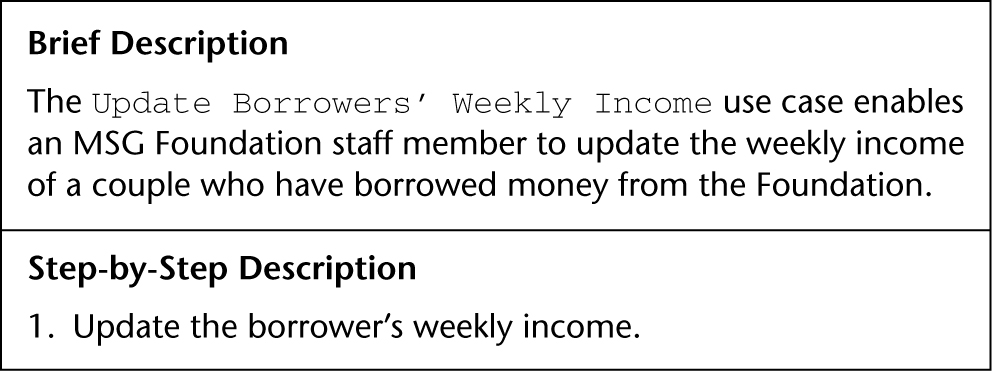 Brief Description
The Update Borrowers’ Weekly Income use case enables
an MSG Foundation staff member to update the weekly income
of a couple who have borrowed money from the Foundation.
Step-by-Step Description
1. Update the borrower’s weekly income.